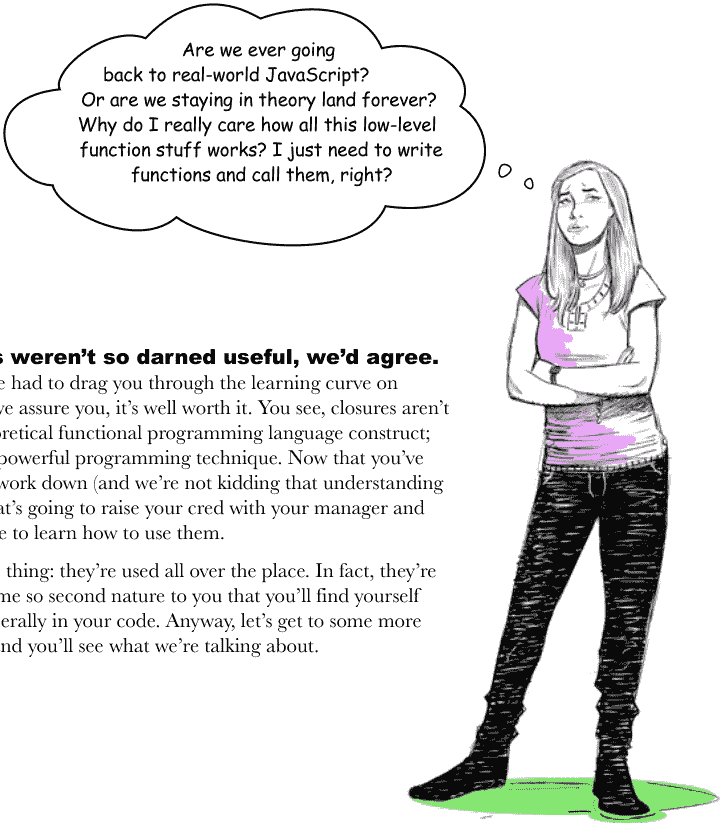 Are we ever going
back to real-world JavaScript?
Or are we staying in theory land forever?
Why do I really care how all this low-level
function stuff works? I just need to write
functions and call them, right?
weren't so darned useful, we'd agree.
had to drag you through the learning curve on
assure you, it's well worth it. You see, closures aren't
functional programming language construct;
powerful programming technique. Now that you've
work down (and we're not kidding that understanding
going to raise your cred with your manager and
to learn how to use them.
thing: they're used all over the place. In fact, they're
so second nature to you that you'll find yourself
in your code. Anyway, let's get to some more
you'll see what we're talking about.